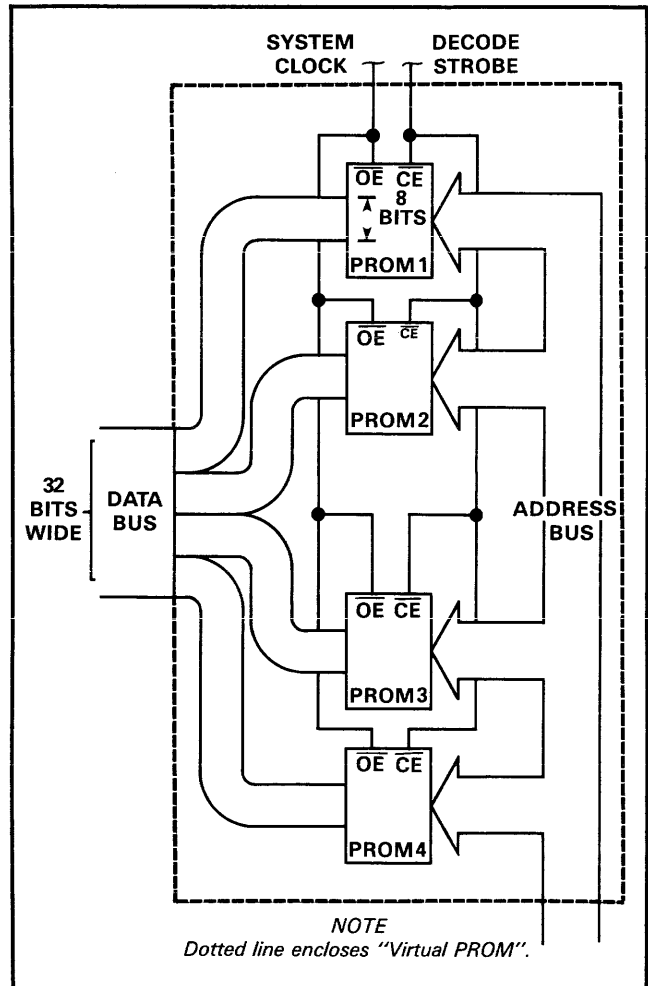 SYSTEM CLOCK
DECODE STROBE
OE CE
8 BITS
PROM1
OE CE
PROM2
32 BITS WIDE
DATA BUS
ADDRESS BUS
OE CE
PROM3
OE CE
PROM4
NOTE
Dotted line encloses "Virtual PROM".